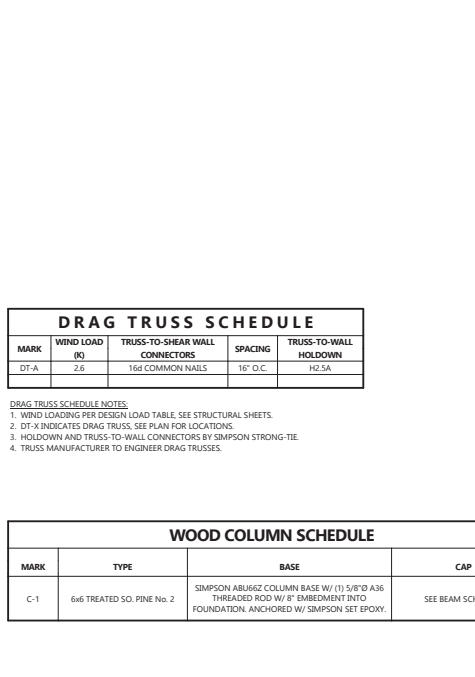 DRAG TRUSS SCHEDULE
MARK WIND LOAD (K) TRUSS-TO-SHEAR WALL CONNECTORS SPACING TRUSS-TO-WALL HOLDOWN
DT-A 2.6 16d COMMON NAILS 16" O.C. H2.5A
DRAG TRUSS SCHEDULE NOTES:
1. WIND LOADING PER DESIGN LOAD TABLE, SEE STRUCTURAL SHEETS.
2. DT-X INDICATES DRAG TRUSS, SEE PLAN FOR LOCATIONS.
3. HOLDOWN AND TRUSS-TO-WALL CONNECTORS BY SIMPSON STRONG-TIE.
4. TRUSS MANUFACTURER TO ENGINEER DRAG TRUSSES.
WOOD COLUMN SCHEDULE
MARK TYPE BASE CAP
C-1 6x6 TREATED SO. PINE No. 2 SIMPSON ABU66Z COLUMN BASE W/ (1) 5/8"Ø A36
THREADED ROD W/ 8" EMBEDMENT INTO
FOUNDATION. ANCHORED W/ SIMPSON SET EPOXY.
SEE BEAM